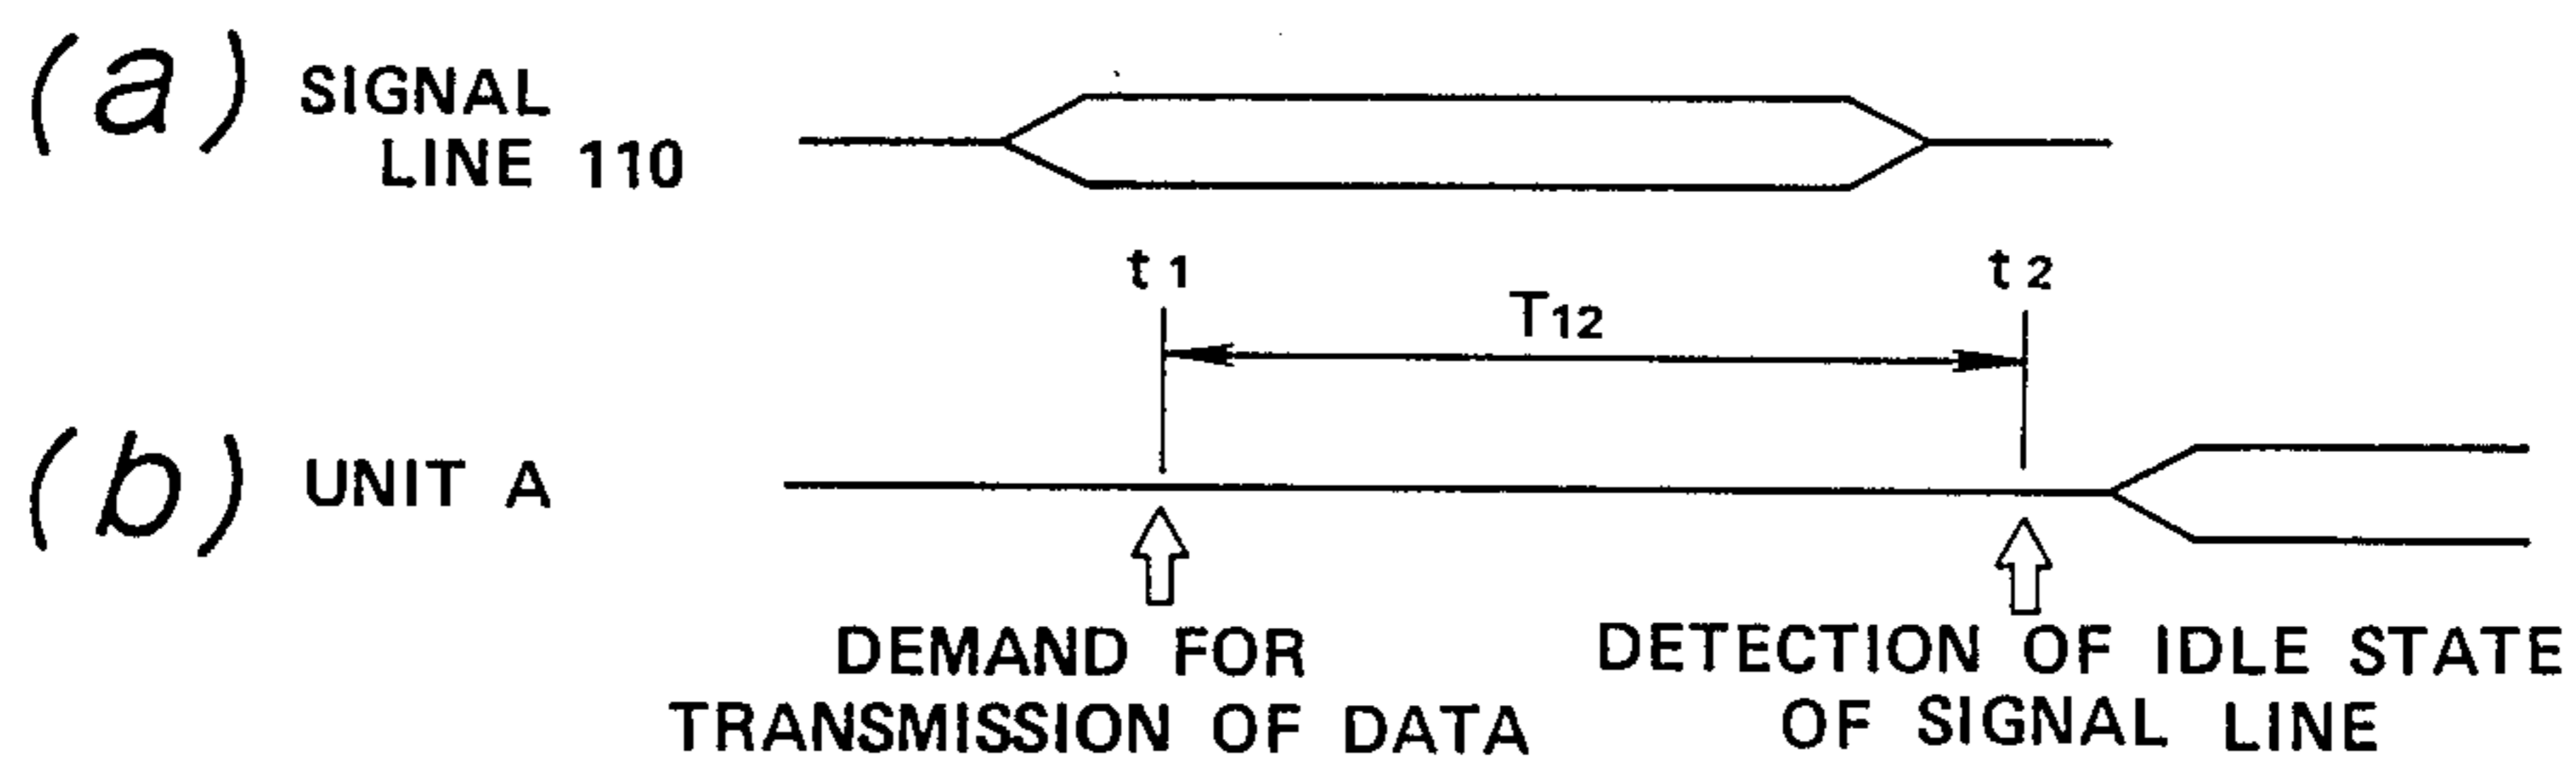 (a) SIGNAL
LINE 110
t1
t2
T12
(b) UNIT A
DEMAND FOR
TRANSMISSION OF DATA
DETECTION OF IDLE STATE
OF SIGNAL LINE